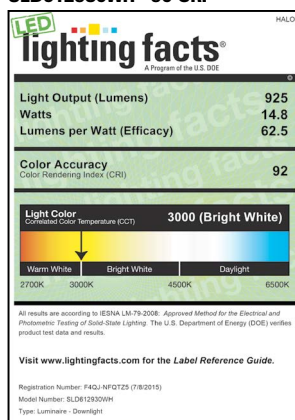 HALO
LED
lighting facts®
A Program of the U.S. DOE
Light Output (Lumens) 925
Watts 14.8
Lumens per Watt (Efficacy) 62.5
Color Accuracy
Color Rendering Index (CRI) 92
Light Color
Correlated Color Temperature (CCT) 3000 (Bright White)
Warm White Bright White Daylight
2700K 3000K 4500K 6500K
All results are according to IESNA LM-79-2008: Approved Method for the Electrical and
Photometric Testing of Solid-State Lighting. The U.S. Department of Energy (DOE) verifies
product test data and results.
Visit www.lightingfacts.com for the Label Reference Guide.
Registration Number: F4QJ-NFQTZ5 (7/8/2015)
Model Number: SLD612930WH
Type: Luminaire - Downlight